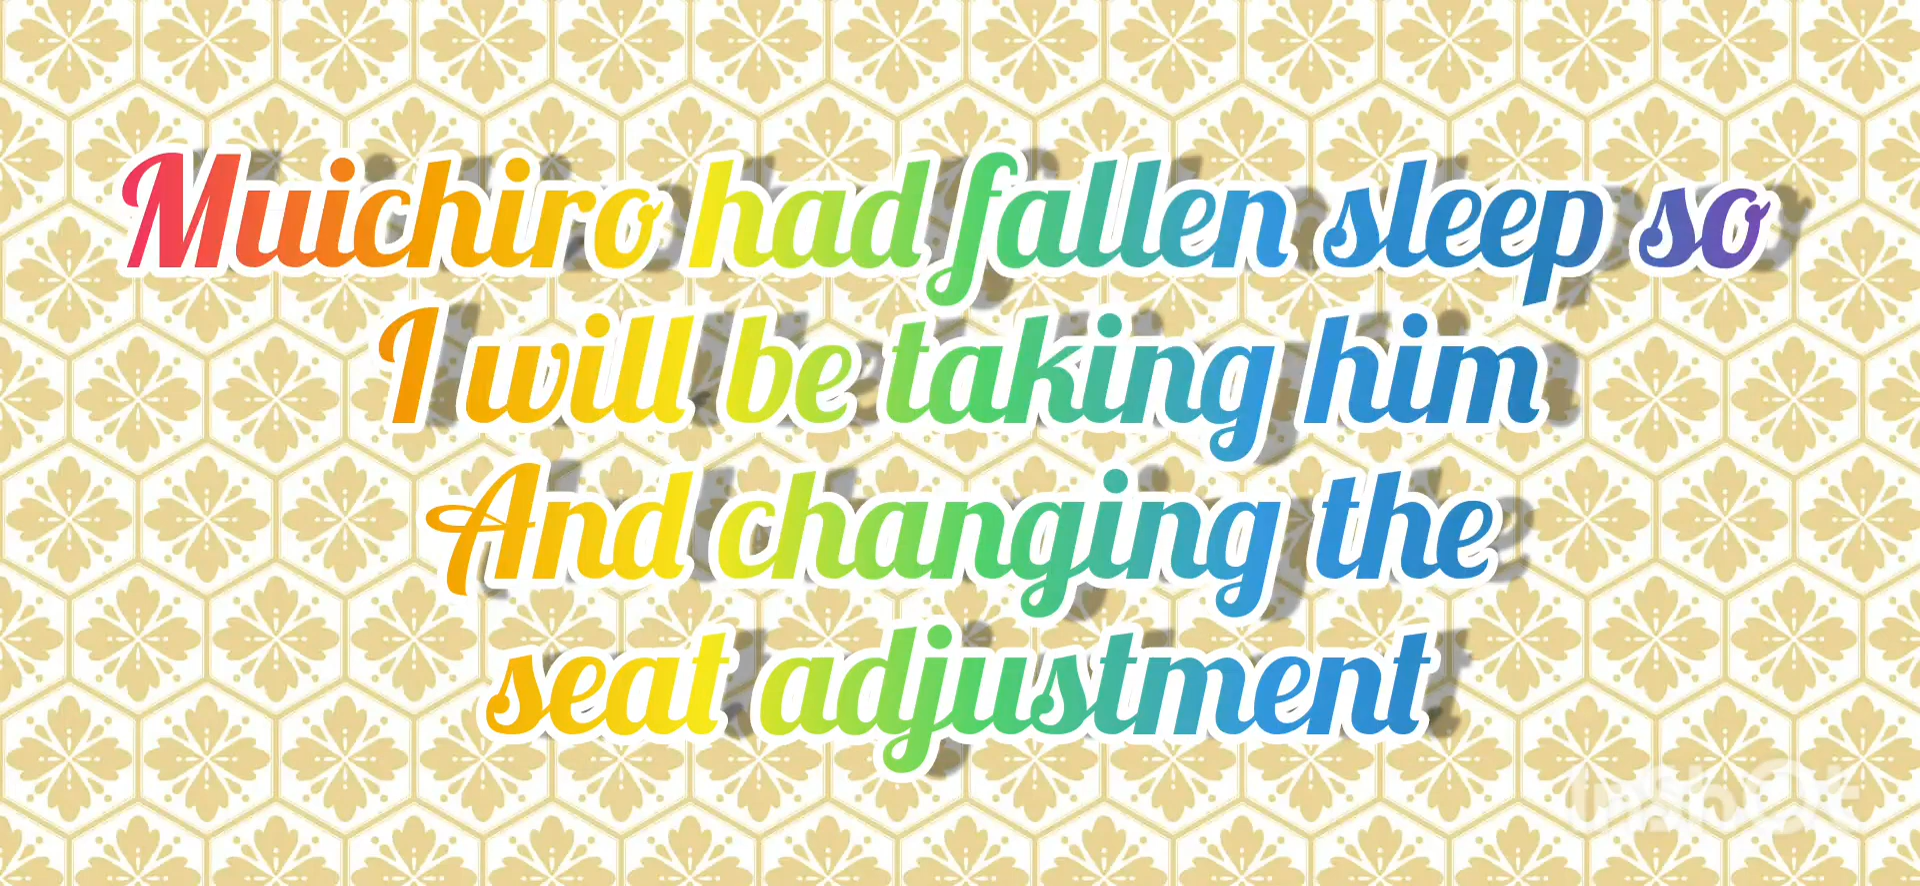 Muichiro had fallen sleep so
I will be taking him
And changing the
seat adjustment